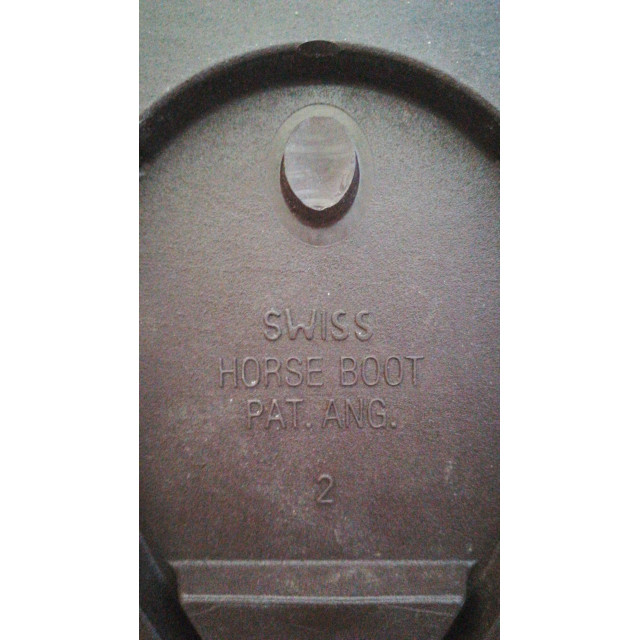 SWISS
HORSE BOOT
PAT. ANG.
2